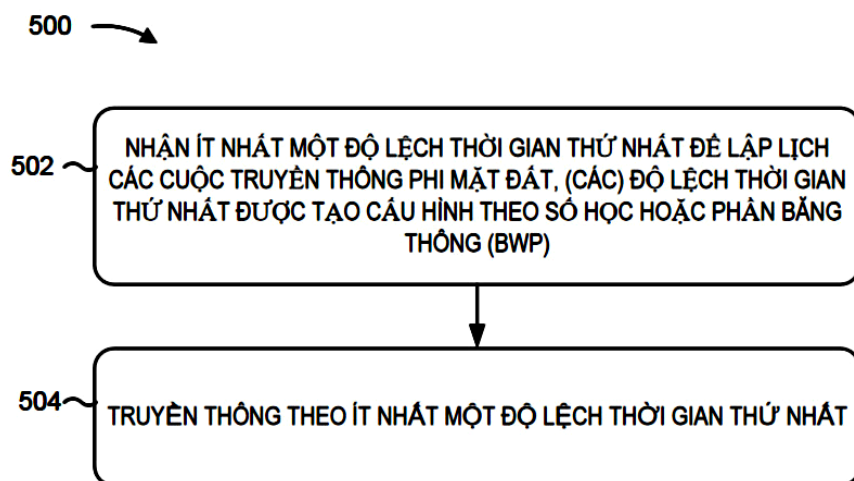 500
502
NHẬN ÍT NHẤT MỘT ĐỘ LỆCH THỜI GIAN THỨ NHẤT ĐỂ LẬP LỊCH
CÁC CUỘC TRUYỀN THÔNG PHI MẶT ĐẤT, (CÁC) ĐỘ LỆCH THỜI GIAN
THỨ NHẤT ĐƯỢC TẠO CẤU HÌNH THEO SỐ HỌC HOẶC PHẦN BĂNG
THÔNG (BWP)
504
TRUYỀN THÔNG THEO ÍT NHẤT MỘT ĐỘ LỆCH THỜI GIAN THỨ NHẤT